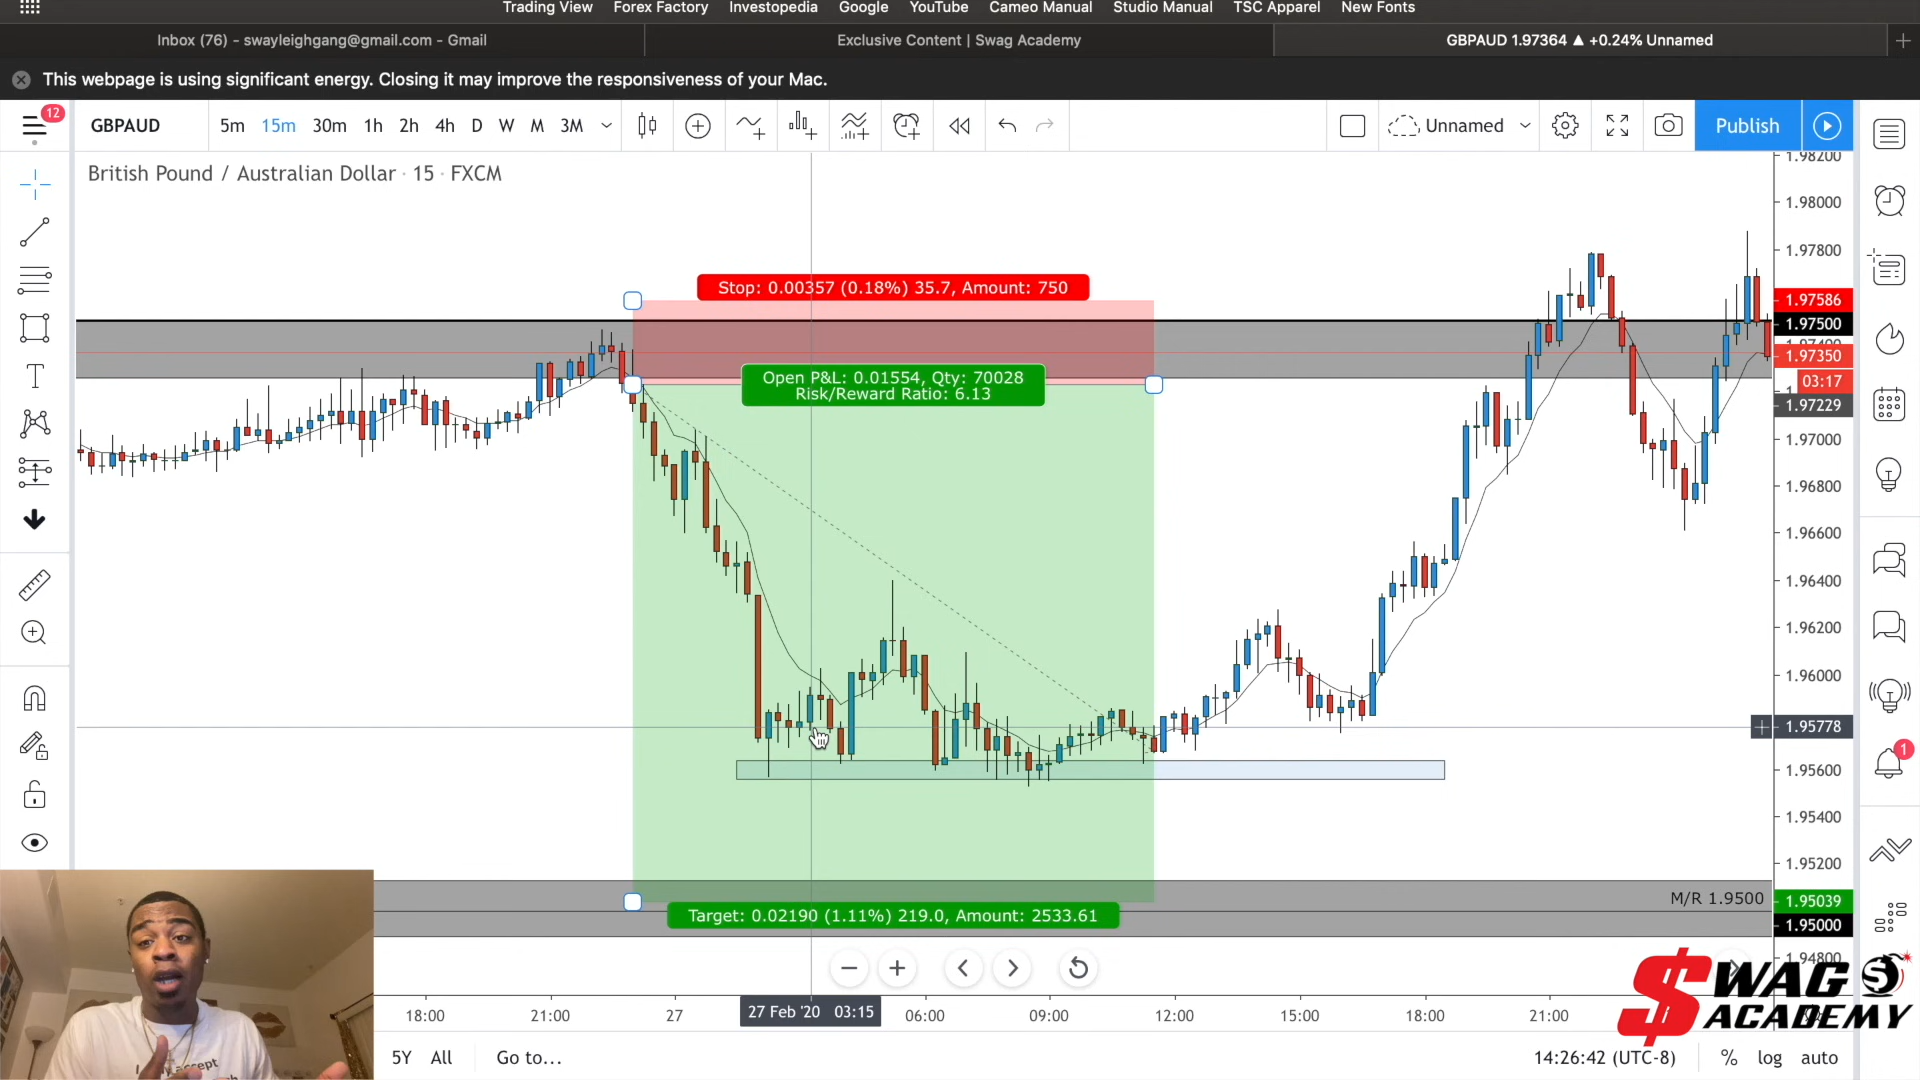 Trading View Forex Factory Investopedia Google YouTube Cameo Manual Studio Manual TSC Apparel New Fonts
Inbox (76) - swayleighgang@gmail.com - Gmail
Exclusive Content | Swag Academy
GBPAUD 1.97364 ▲ +0.24% Unnamed
This webpage is using significant energy. Closing it may improve the responsiveness of your Mac.
12
GBPAUD 5m 15m 30m 1h 2h 4h D W M 3M
Unnamed
Publish
British Pound / Australian Dollar · 15 · FXCM
1.98200
1.98000
1.97800
Stop: 0.00357 (0.18%) 35.7, Amount: 750
1.97586
1.97500
1.97350
03:17
Open P&L: 0.01554, Qty: 70028
Risk/Reward Ratio: 6.13
1.97229
1.97000
1.96800
1.96600
1.96400
1.96200
1.96000
1.95778
1
1.95600
1.95400
1.95200
M/R 1.9500
1.95039
Target: 0.02190 (1.11%) 219.0, Amount: 2533.61
1.95000
1.94800
18:00 21:00 27 27 Feb '20 03:15 06:00 09:00 12:00 15:00 18:00 21:00
$WAG
ACADEMY
5Y All Go to...
14:26:42 (UTC-8) % log auto